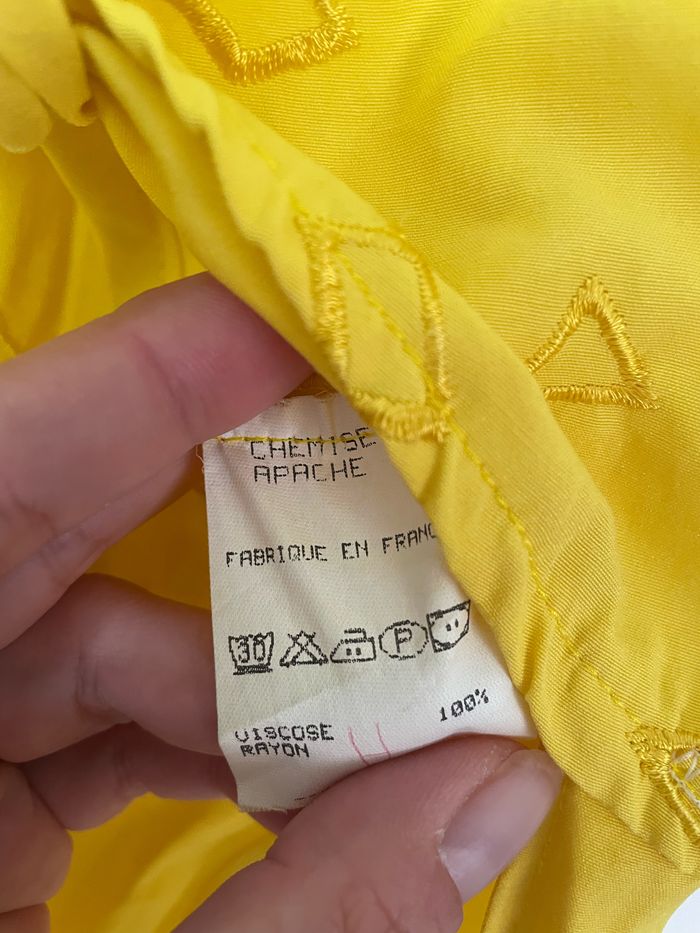 CHEMISE
APACHE
FABRIQUE EN FRANC
30 P
VISCOSE 100%
RAYON